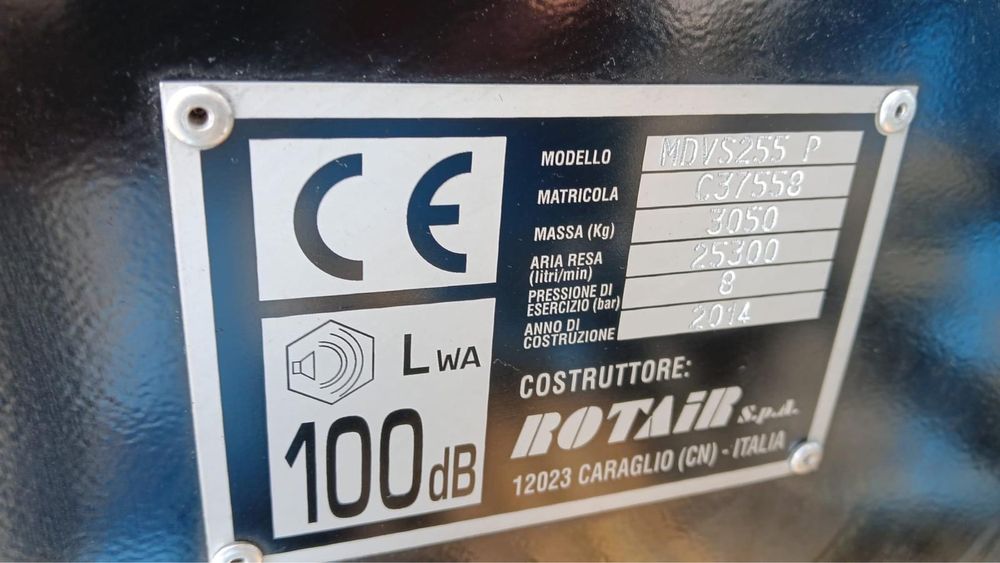 CE
LWA
100dB
MODELLO MDVS255 P
MATRICOLA C37558
MASSA (Kg) 3050
ARIA RESA
(litri/min) 25300
PRESSIONE DI
ESERCIZIO (bar) 8
ANNO DI
COSTRUZIONE 2014
COSTRUTTORE:
ROTAiR S.p.A.
12023 CARAGLIO (CN) - ITALIA